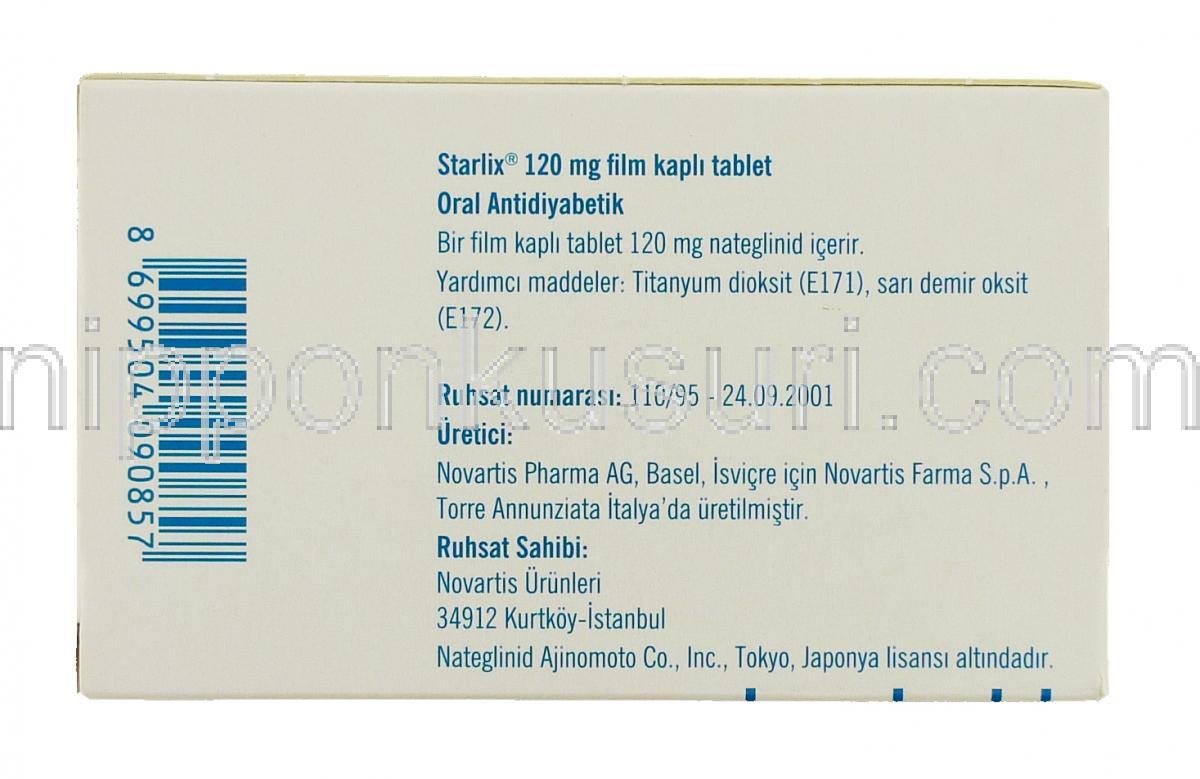 Starlix® 120 mg film kaplı tablet
Oral Antidiyabetik
Bir film kaplı tablet 120 mg nateglinid içerir.
Yardımcı maddeler: Titanyum dioksit (E171), sarı demir oksit
(E172).
Ruhsat numarası: 110/95 - 24.09.2001
Üretici:
Novartis Pharma AG, Basel, İsviçre için Novartis Farma S.p.A. ,
Torre Annunziata İtalya'da üretilmiştir.
Ruhsat Sahibi:
Novartis Ürünleri
34912 Kurtköy-İstanbul
Nateglinid Ajinomoto Co., Inc., Tokyo, Japonya lisansı altındadır.
8 699504 090857
nipponkusuri.com